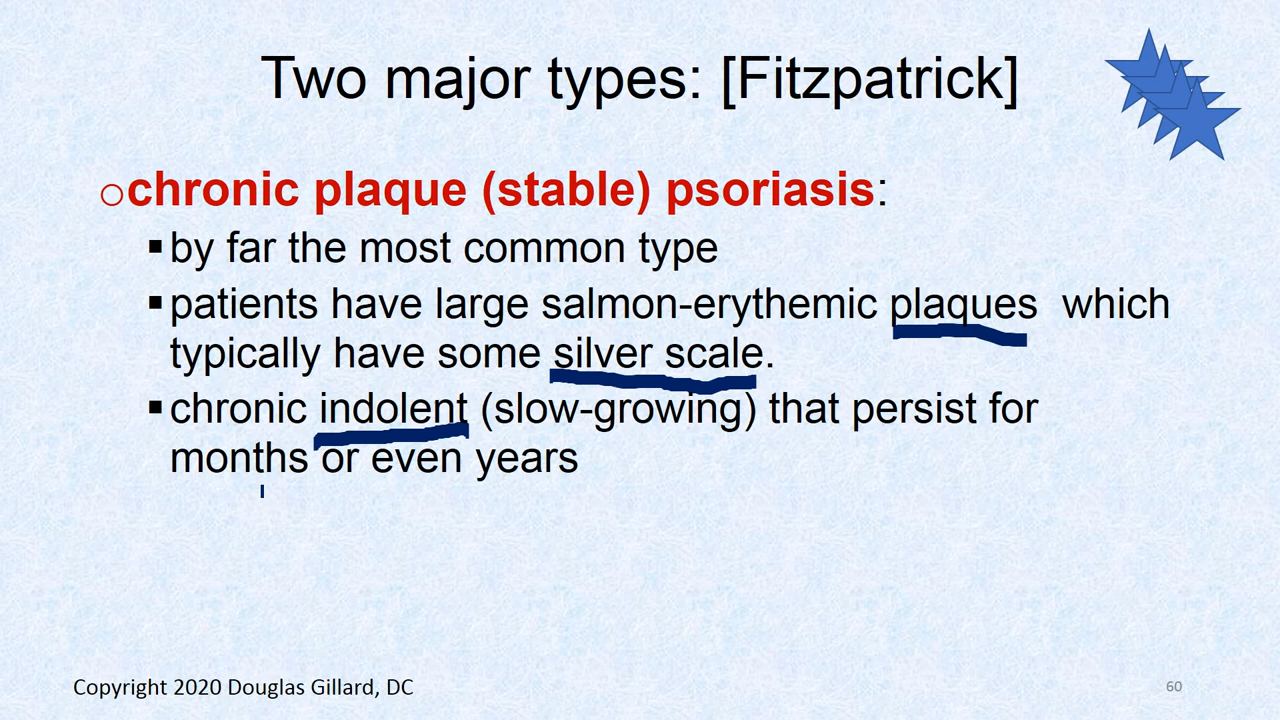 Two major types: [Fitzpatrick]
○chronic plaque (stable) psoriasis:
▪by far the most common type
▪patients have large salmon-erythemic plaques  which
typically have some silver scale.
▪chronic indolent (slow-growing) that persist for
months or even years
Copyright 2020 Douglas Gillard, DC
60